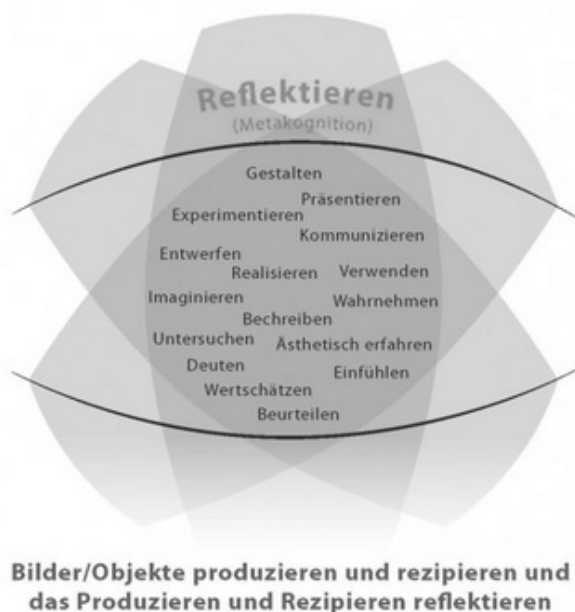 Reflektieren
(Metakognition)
Gestalten
Präsentieren
Experimentieren
Kommunizieren
Entwerfen
Realisieren
Verwenden
Imaginieren
Wahrnehmen
Bechreiben
Untersuchen
Ästhetisch erfahren
Deuten
Einfühlen
Wertschätzen
Beurteilen
Bilder/Objekte produzieren und rezipieren und
das Produzieren und Rezipieren reflektieren